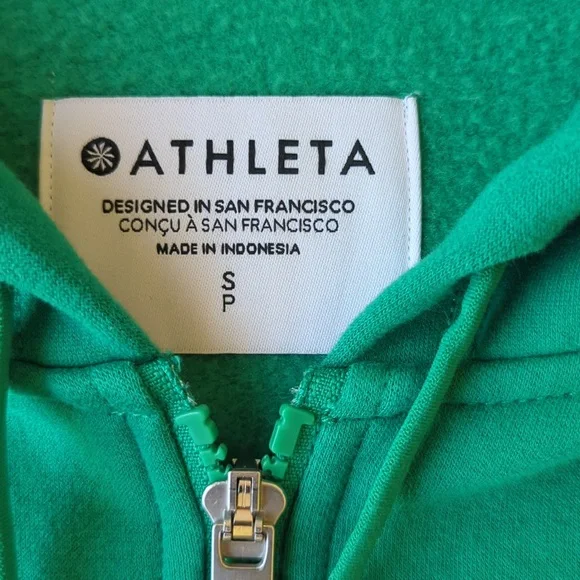 ATHLETA
DESIGNED IN SAN FRANCISCO
CONÇU À SAN FRANCISCO
MADE IN INDONESIA
S
P